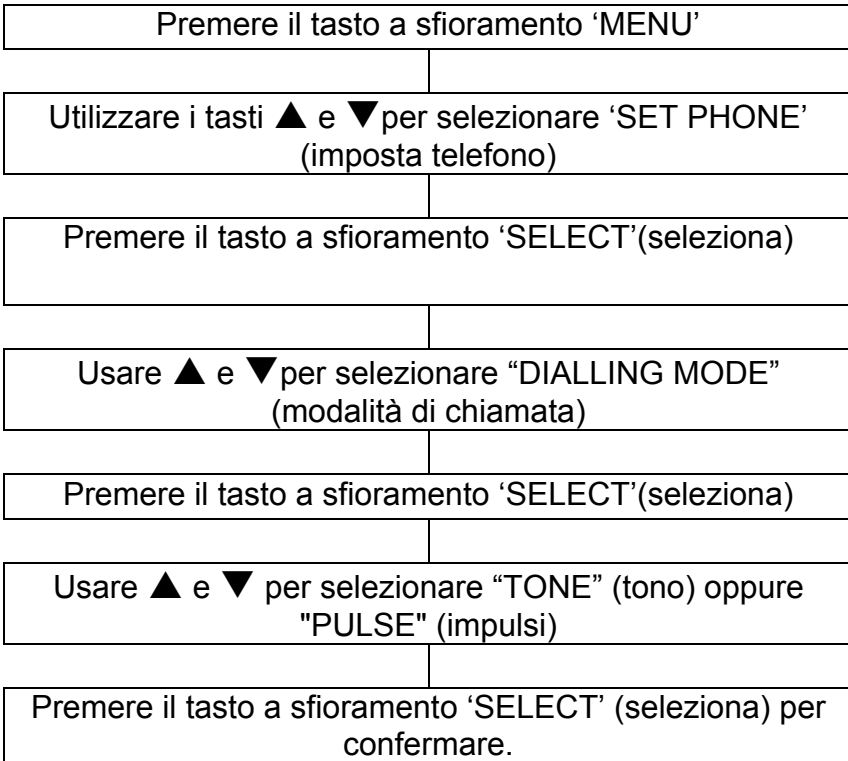 Premere il tasto a sfioramento ‘MENU’
Utilizzare i tasti ▲ e ▼per selezionare ‘SET PHONE’
(imposta telefono)
Premere il tasto a sfioramento ‘SELECT’(seleziona)
Usare ▲ e ▼per selezionare “DIALLING MODE”
(modalità di chiamata)
Premere il tasto a sfioramento ‘SELECT’(seleziona)
Usare ▲ e ▼ per selezionare “TONE” (tono) oppure
"PULSE" (impulsi)
Premere il tasto a sfioramento ‘SELECT’ (seleziona) per
confermare.